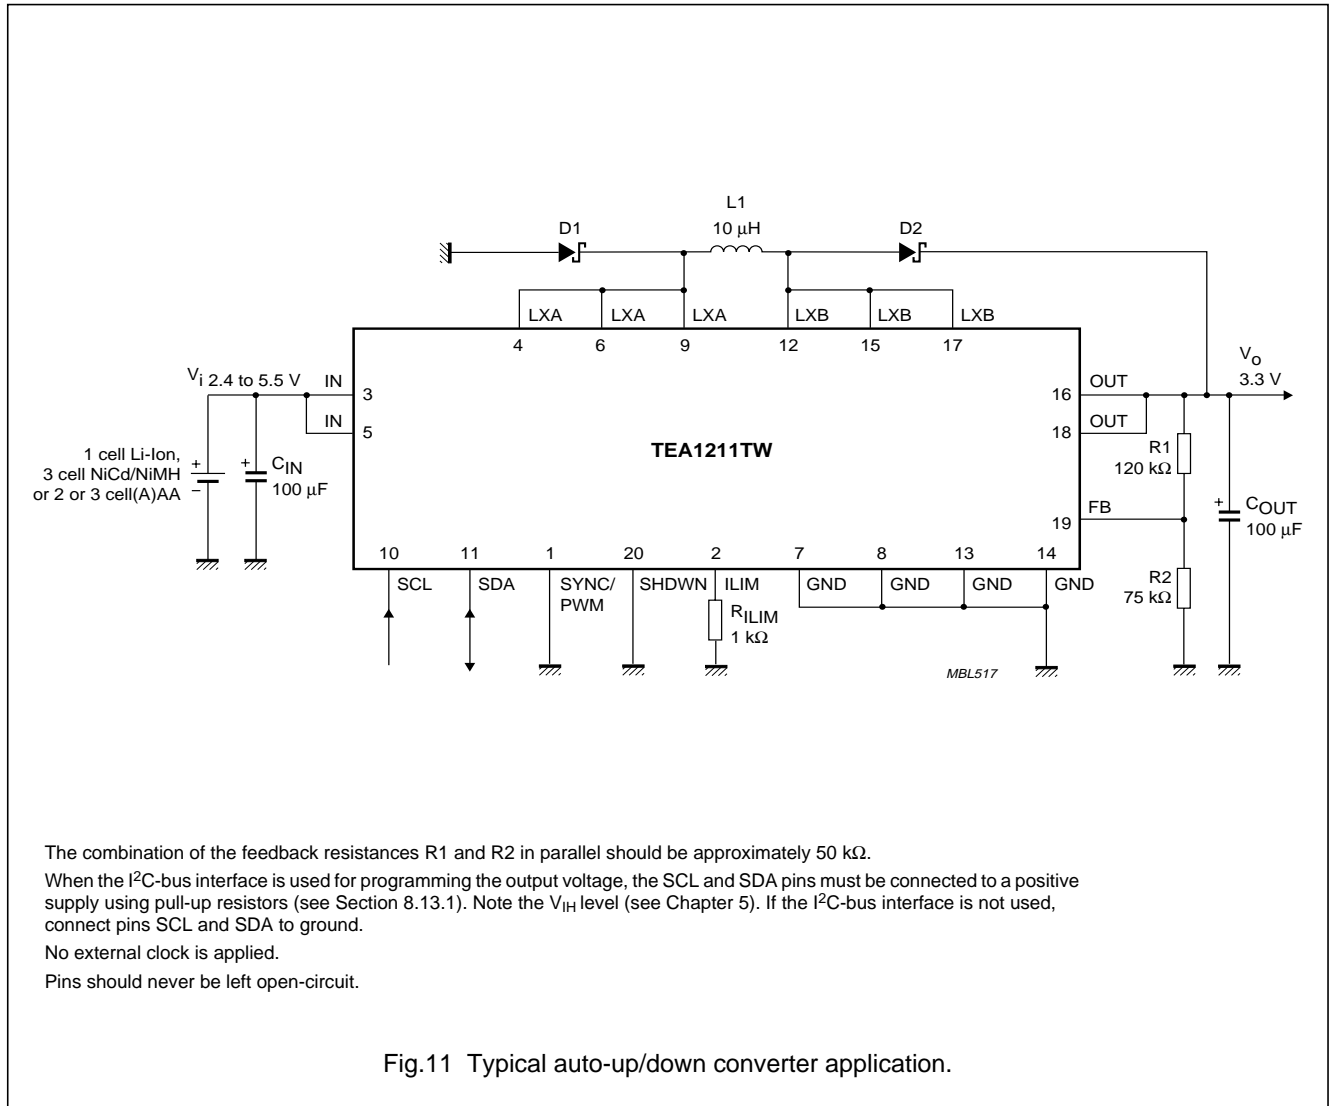 L1
D1
10 μH
D2
LXA
LXA
LXA
LXB
LXB
LXB
4
6
9
12
15
17
Vi 2.4 to 5.5 V
IN
3
IN
5
16
OUT
18
OUT
Vo
3.3 V
TEA1211TW
1 cell Li-Ion,
3 cell NiCd/NiMH
or 2 or 3 cell(A)AA
+
−
+
CIN
100 μF
R1
120 kΩ
19
FB
+
COUT
100 μF
R2
75 kΩ
10
11
1
20
2
7
8
13
14
SCL
SDA
SYNC/
PWM
SHDWN
ILIM
GND
GND
GND
GND
RILIM
1 kΩ
MBL517
The combination of the feedback resistances R1 and R2 in parallel should be approximately 50 kΩ.
When the I²C-bus interface is used for programming the output voltage, the SCL and SDA pins must be connected to a positive
supply using pull-up resistors (see Section 8.13.1). Note the VIH level (see Chapter 5). If the I²C-bus interface is not used,
connect pins SCL and SDA to ground.
No external clock is applied.
Pins should never be left open-circuit.
Fig.11 Typical auto-up/down converter application.